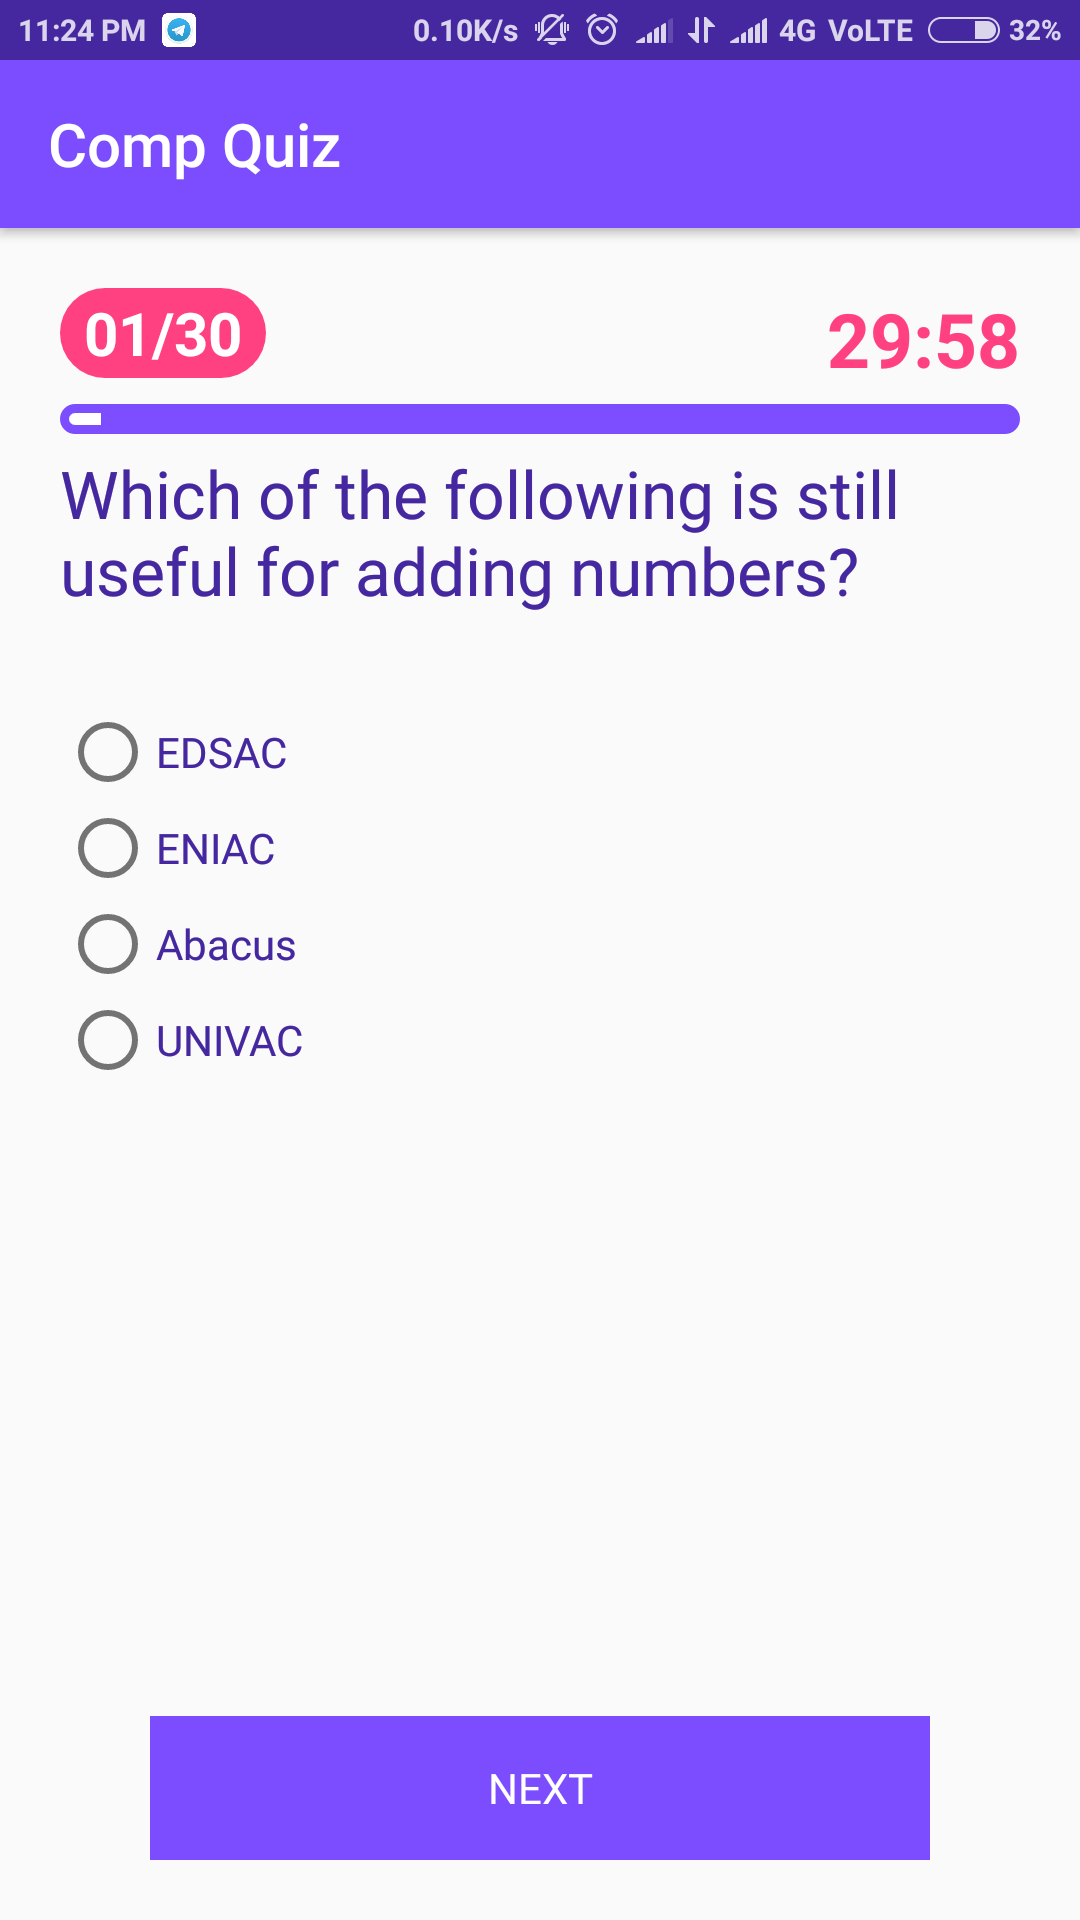 11:24 PM 0.10K/s 4G VoLTE 32%
Comp Quiz
01/30 29:58
Which of the following is still
useful for adding numbers?
EDSAC
ENIAC
Abacus
UNIVAC
NEXT